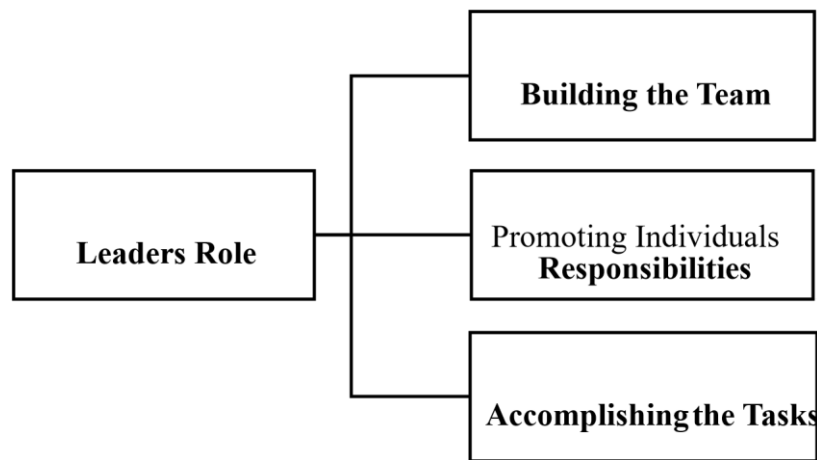 Building the Team
Leaders Role
Promoting Individuals
Responsibilities
Accomplishing the Tasks